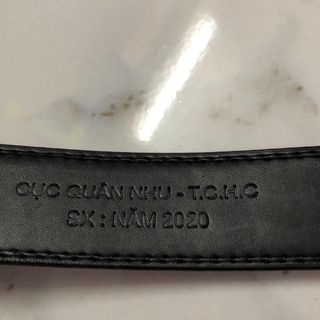 CỤC QUÂN NHU - T.C.H.C
SX : NĂM 2020